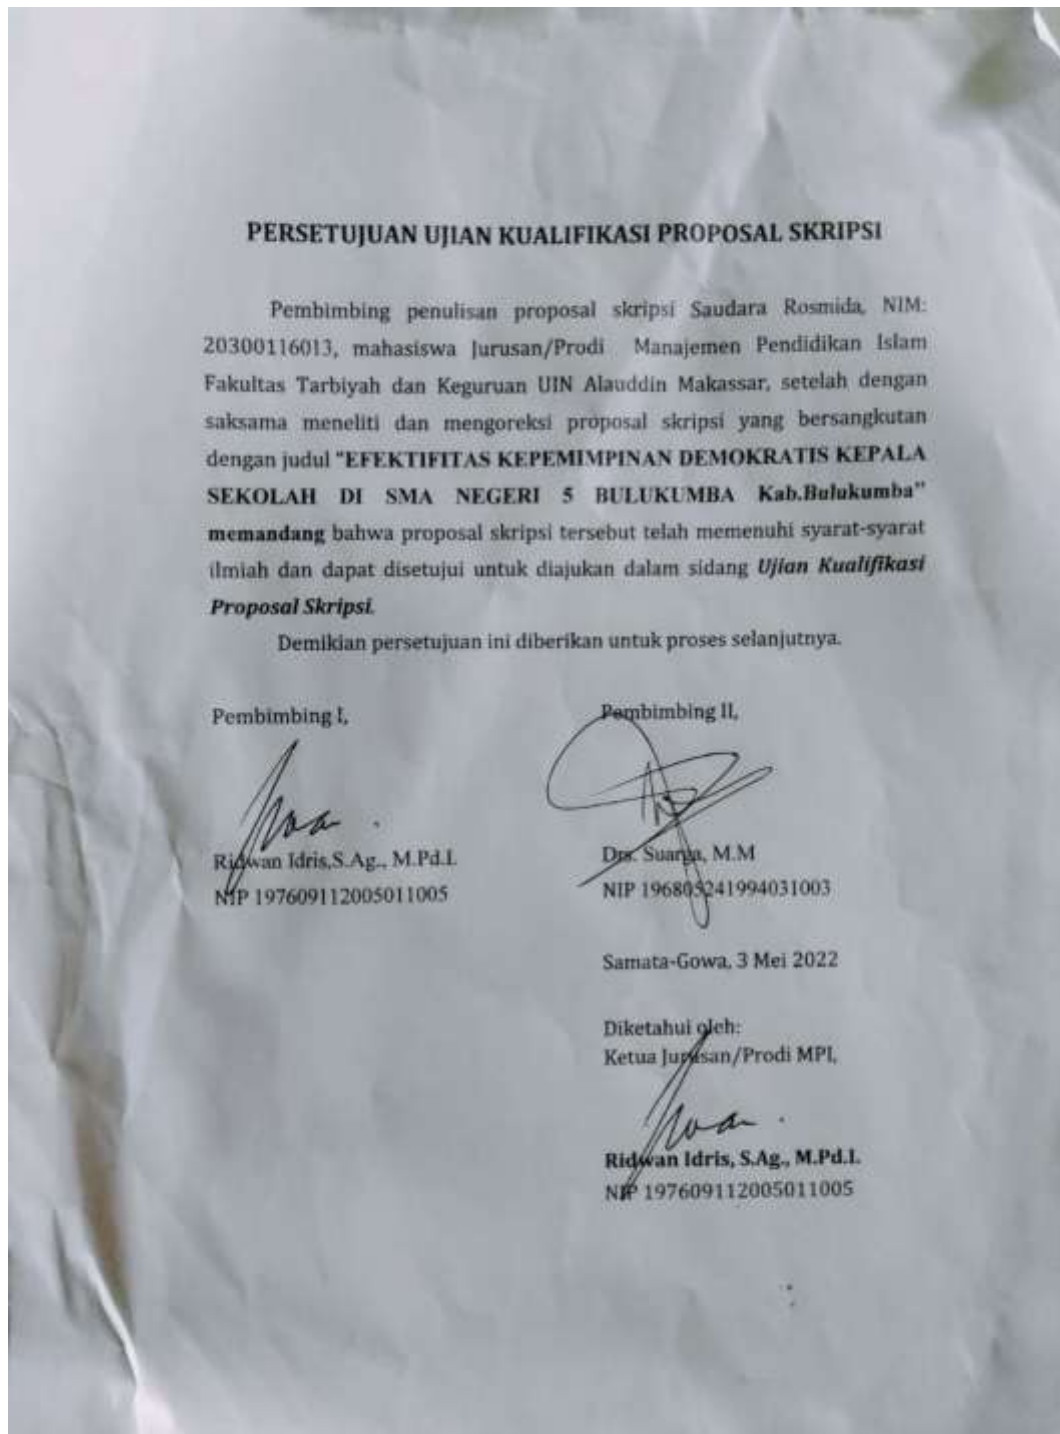 PERSETUJUAN UJIAN KUALIFIKASI PROPOSAL SKRIPSI
Pembimbing penulisan proposal skripsi Saudara Rosmida, NIM:
20300116013, mahasiswa Jurusan/Prodi Manajemen Pendidikan Islam
Fakultas Tarbiyah dan Keguruan UIN Alauddin Makassar, setelah dengan
saksama meneliti dan mengoreksi proposal skripsi yang bersangkutan
dengan judul "EFEKTIFITAS KEPEMIMPINAN DEMOKRATIS KEPALA
SEKOLAH DI SMA NEGERI 5 BULUKUMBA Kab.Bulukumba"
memandang bahwa proposal skripsi tersebut telah memenuhi syarat-syarat
ilmiah dan dapat disetujui untuk diajukan dalam sidang Ujian Kualifikasi
Proposal Skripsi.
Demikian persetujuan ini diberikan untuk proses selanjutnya.
Pembimbing I,
Ridwan Idris,S.Ag., M.Pd.I.
NIP 197609112005011005
Pembimbing II,
Drs. Suarga, M.M
NIP 196805241994031003
Samata-Gowa, 3 Mei 2022
Diketahui oleh:
Ketua Jurusan/Prodi MPI,
Ridwan Idris, S.Ag., M.Pd.I.
NIP 197609112005011005